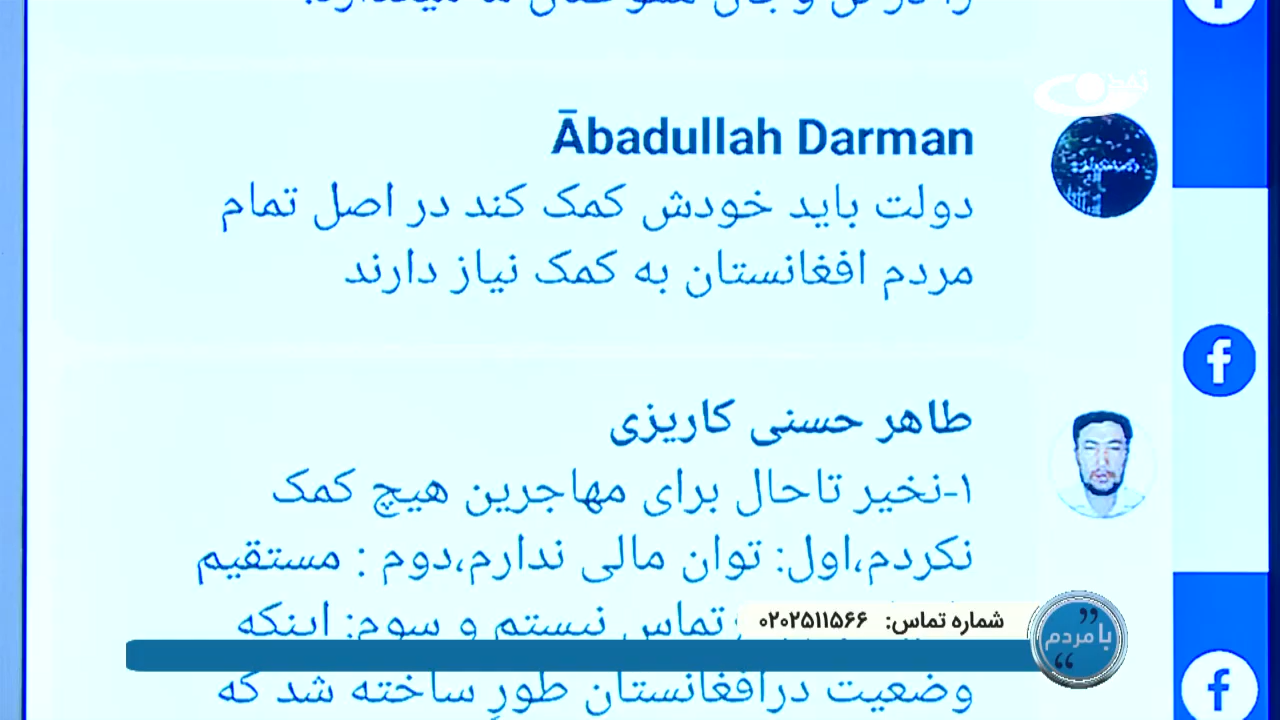 Ābadullah Darman
دولت باید خودش کمک کند در اصل تمام
مردم افغانستان به کمک نیاز دارند
طاهر حسنی کاریزی
۱-نخیر تاحال برای مهاجرین هیچ کمک
نکردم،اول: توان مالی ندارم،دوم : مستقیم
تماس نیستم و سوم: اینکه
شماره تماس: ۰۲۰۲۵۱۱۵۶۶
با مردم
وضعیت درافغانستان طورِ ساخته شد که